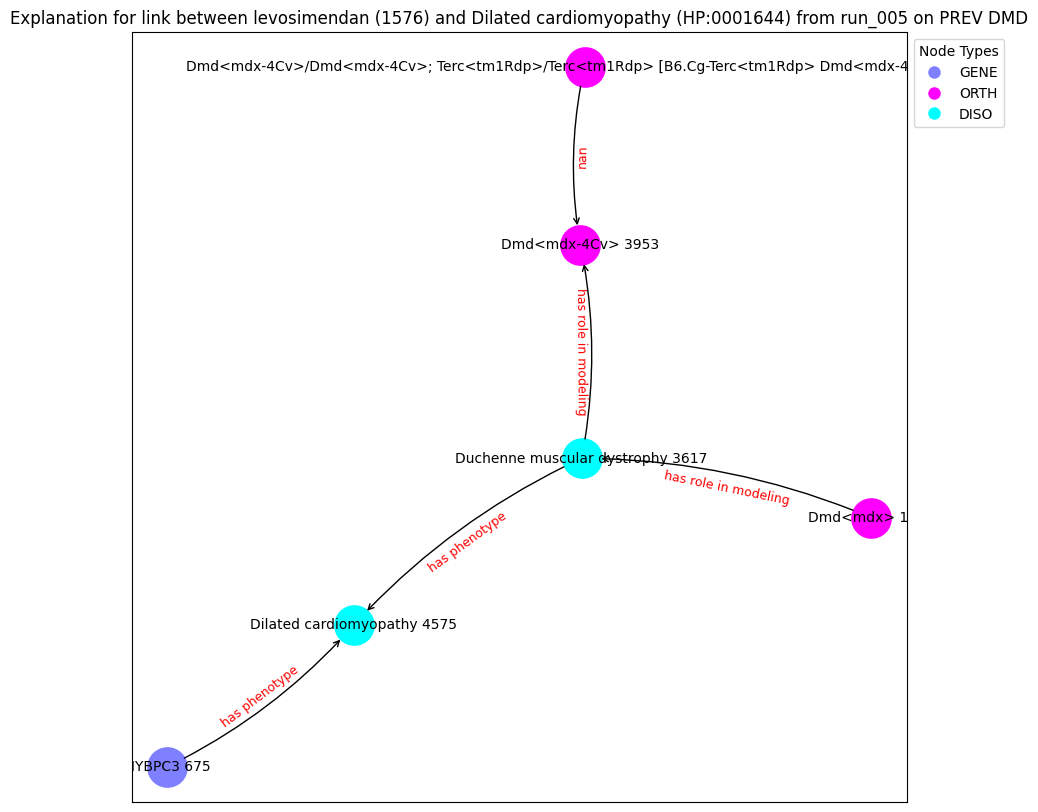 Explanation for link between levosimendan (1576) and Dilated cardiomyopathy (HP:0001644) from run_005 on PREV DMD
Node Types
GENE
ORTH
DISO
Dmd<mdx-4Cv>/Dmd<mdx-4Cv>; Terc<tm1Rdp>/Terc<tm1Rdp> [B6.Cg-Terc<tm1Rdp> Dmd<mdx-4
nan
Dmd<mdx-4Cv> 3953
has role in modeling
Duchenne muscular dystrophy 3617
has role in modeling
Dmd<mdx> 1
has phenotype
Dilated cardiomyopathy 4575
has phenotype
YBPC3 675